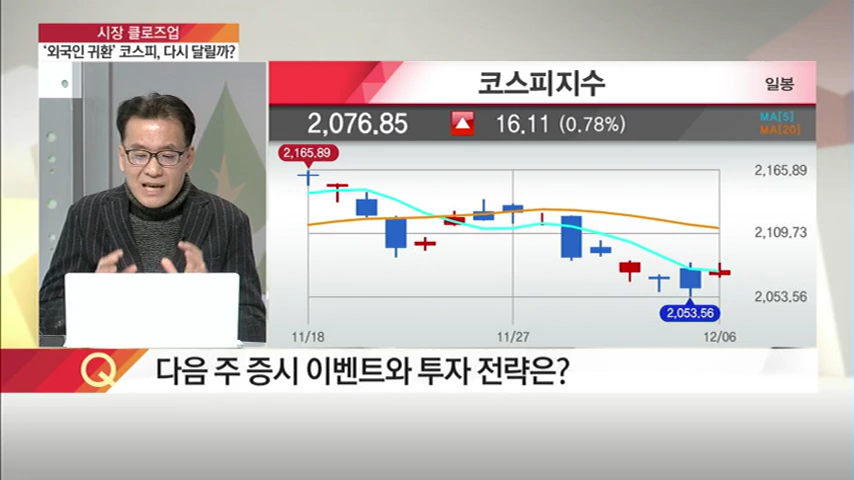 시장 클로즈업
‘외국인 귀환’ 코스피, 다시 달릴까?
코스피지수
일봉
2,076.85 16.11 (0.78%)
MA[5]
MA[20]
2,165.89
2,165.89
2,109.73
2,053.56
2,053.56
11/18 11/27 12/06
Q 다음 주 증시 이벤트와 투자 전략은?